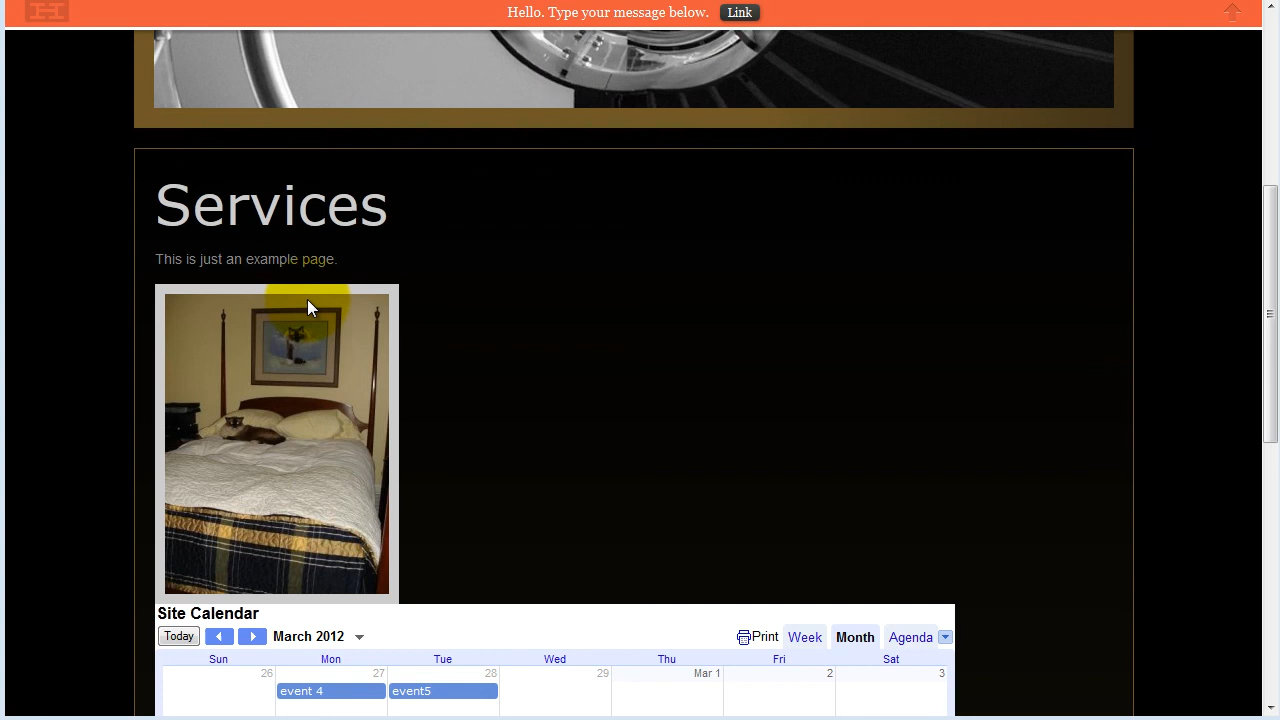 Hello. Type your message below. Link
Services
This is just an example page.
Site Calendar
Today March 2012 Print Week Month Agenda
Sun Mon Tue Wed Thu Fri Sat
26 27 28 29 Mar 1 2 3
event 4 event5